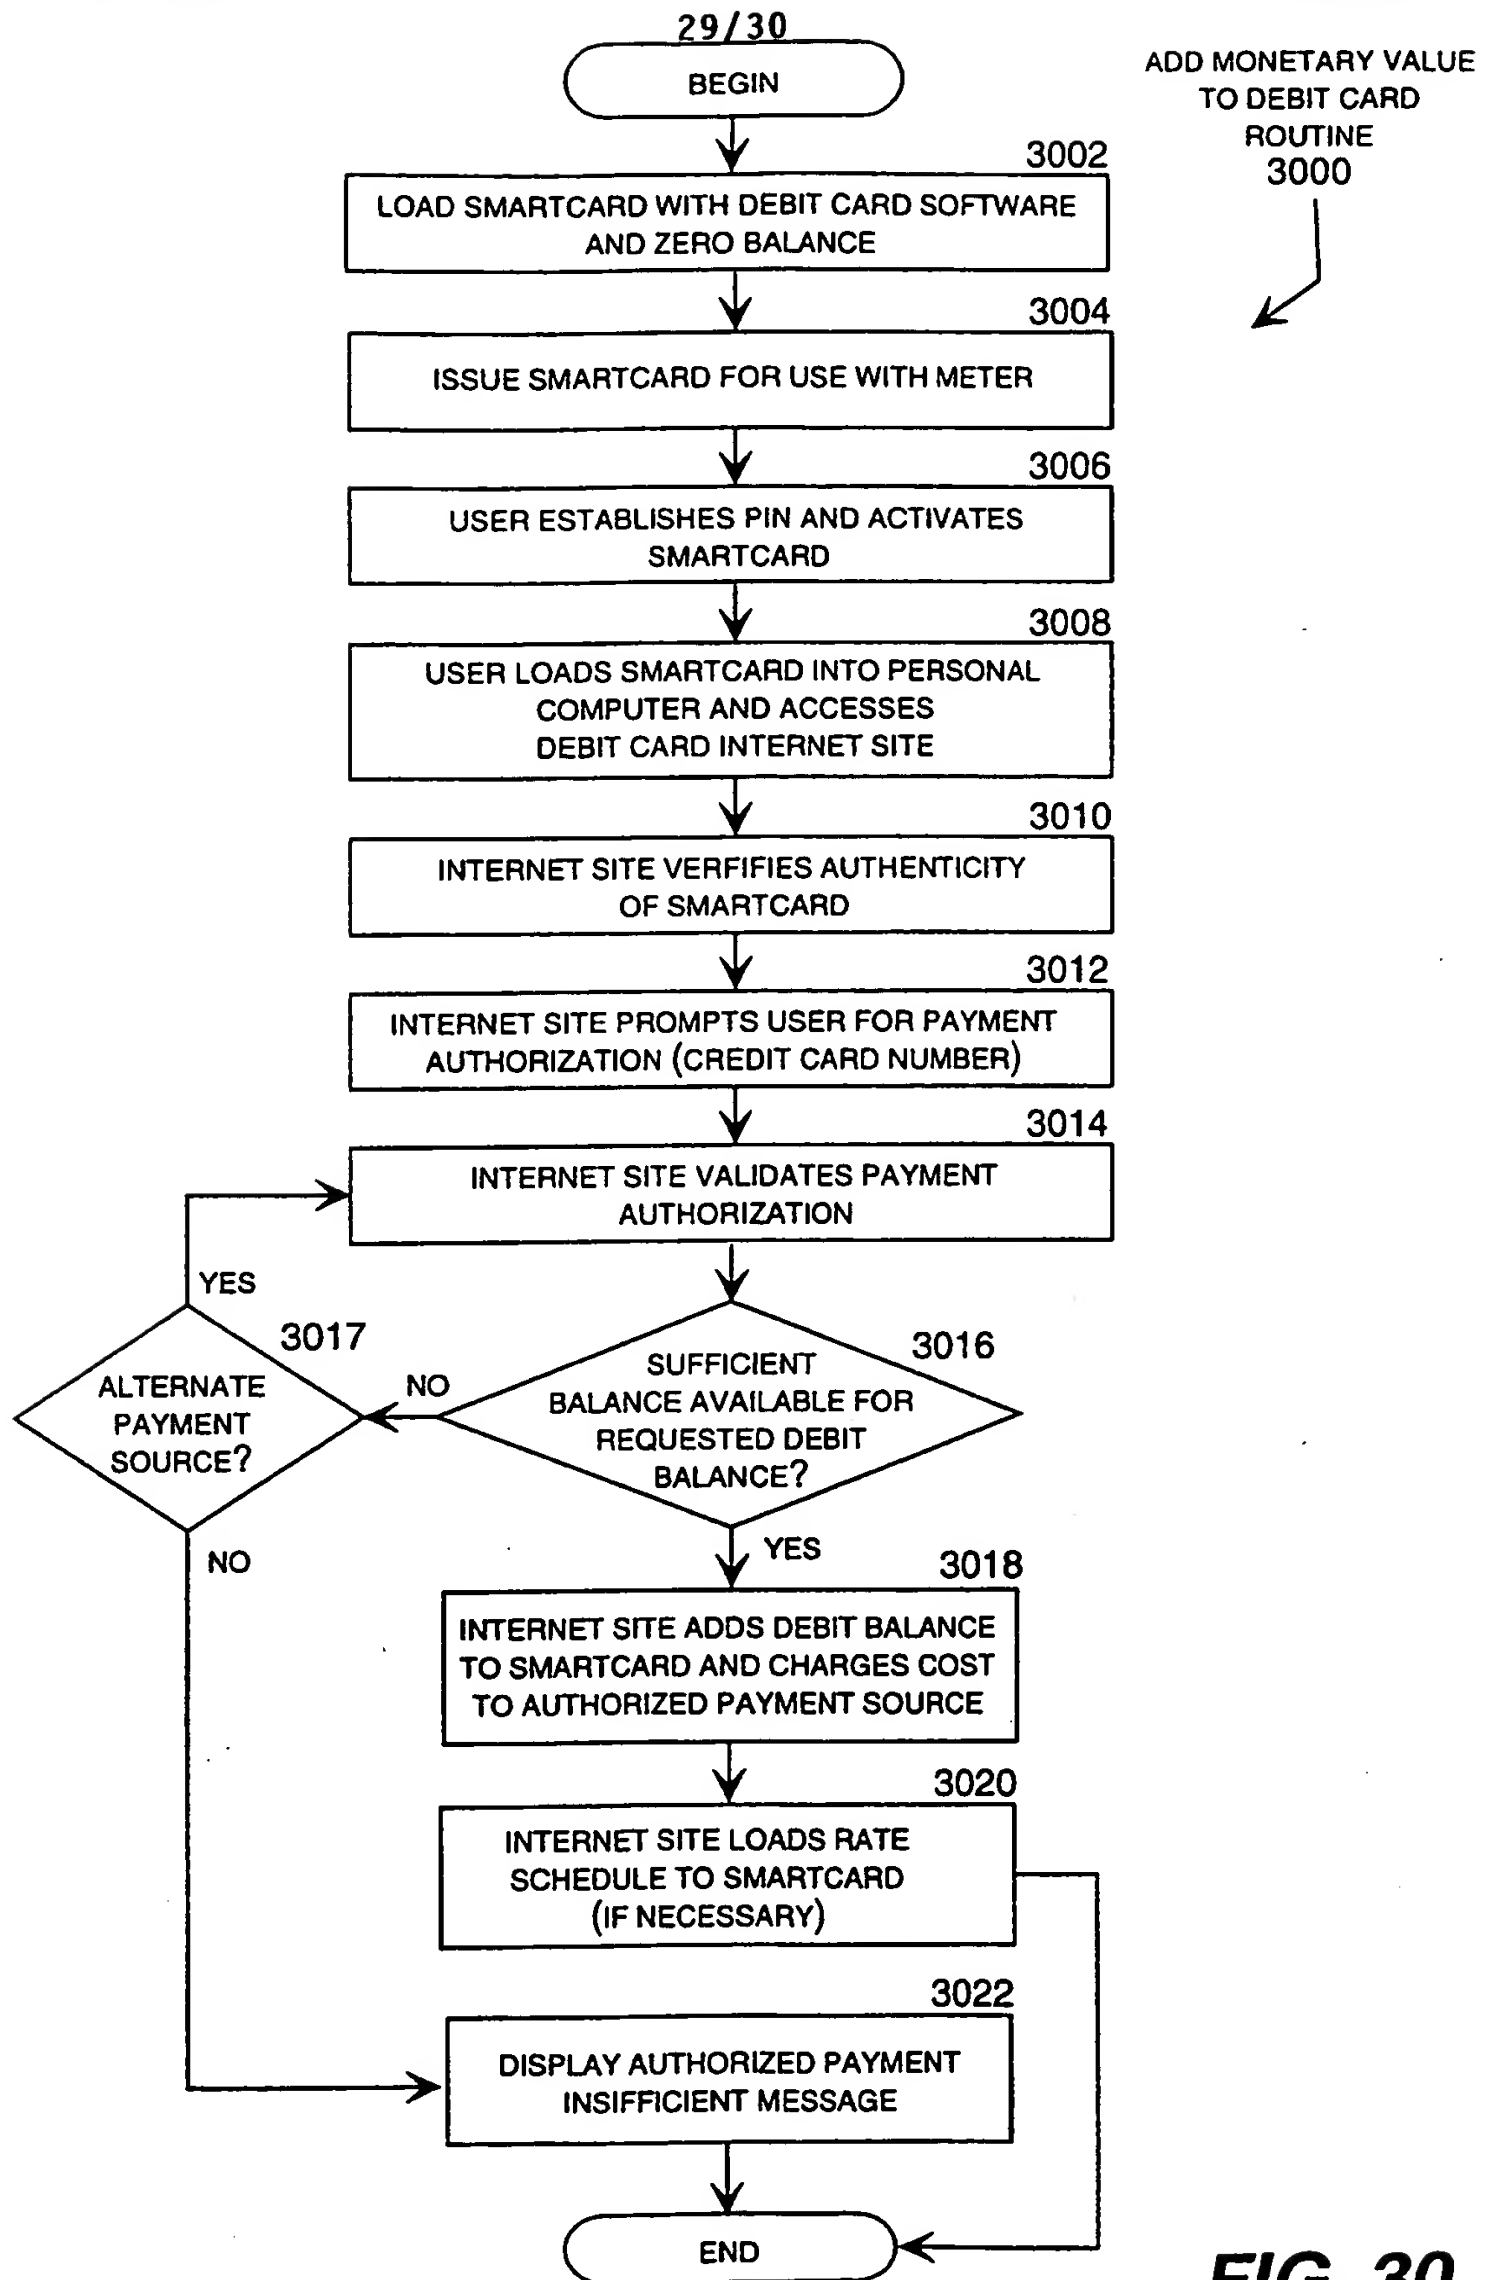 29/30
BEGIN
ADD MONETARY VALUE
TO DEBIT CARD
ROUTINE
3000
3002
LOAD SMARTCARD WITH DEBIT CARD SOFTWARE
AND ZERO BALANCE
3004
ISSUE SMARTCARD FOR USE WITH METER
3006
USER ESTABLISHES PIN AND ACTIVATES
SMARTCARD
3008
USER LOADS SMARTCARD INTO PERSONAL
COMPUTER AND ACCESSES
DEBIT CARD INTERNET SITE
3010
INTERNET SITE VERFIFIES AUTHENTICITY
OF SMARTCARD
3012
INTERNET SITE PROMPTS USER FOR PAYMENT
AUTHORIZATION (CREDIT CARD NUMBER)
3014
INTERNET SITE VALIDATES PAYMENT
AUTHORIZATION
YES
3017
ALTERNATE
PAYMENT
SOURCE?
NO
3016
SUFFICIENT
BALANCE AVAILABLE FOR
REQUESTED DEBIT
BALANCE?
NO
YES
3018
INTERNET SITE ADDS DEBIT BALANCE
TO SMARTCARD AND CHARGES COST
TO AUTHORIZED PAYMENT SOURCE
3020
INTERNET SITE LOADS RATE
SCHEDULE TO SMARTCARD
(IF NECESSARY)
3022
DISPLAY AUTHORIZED PAYMENT
INSIFFICIENT MESSAGE
END
FIG. 30